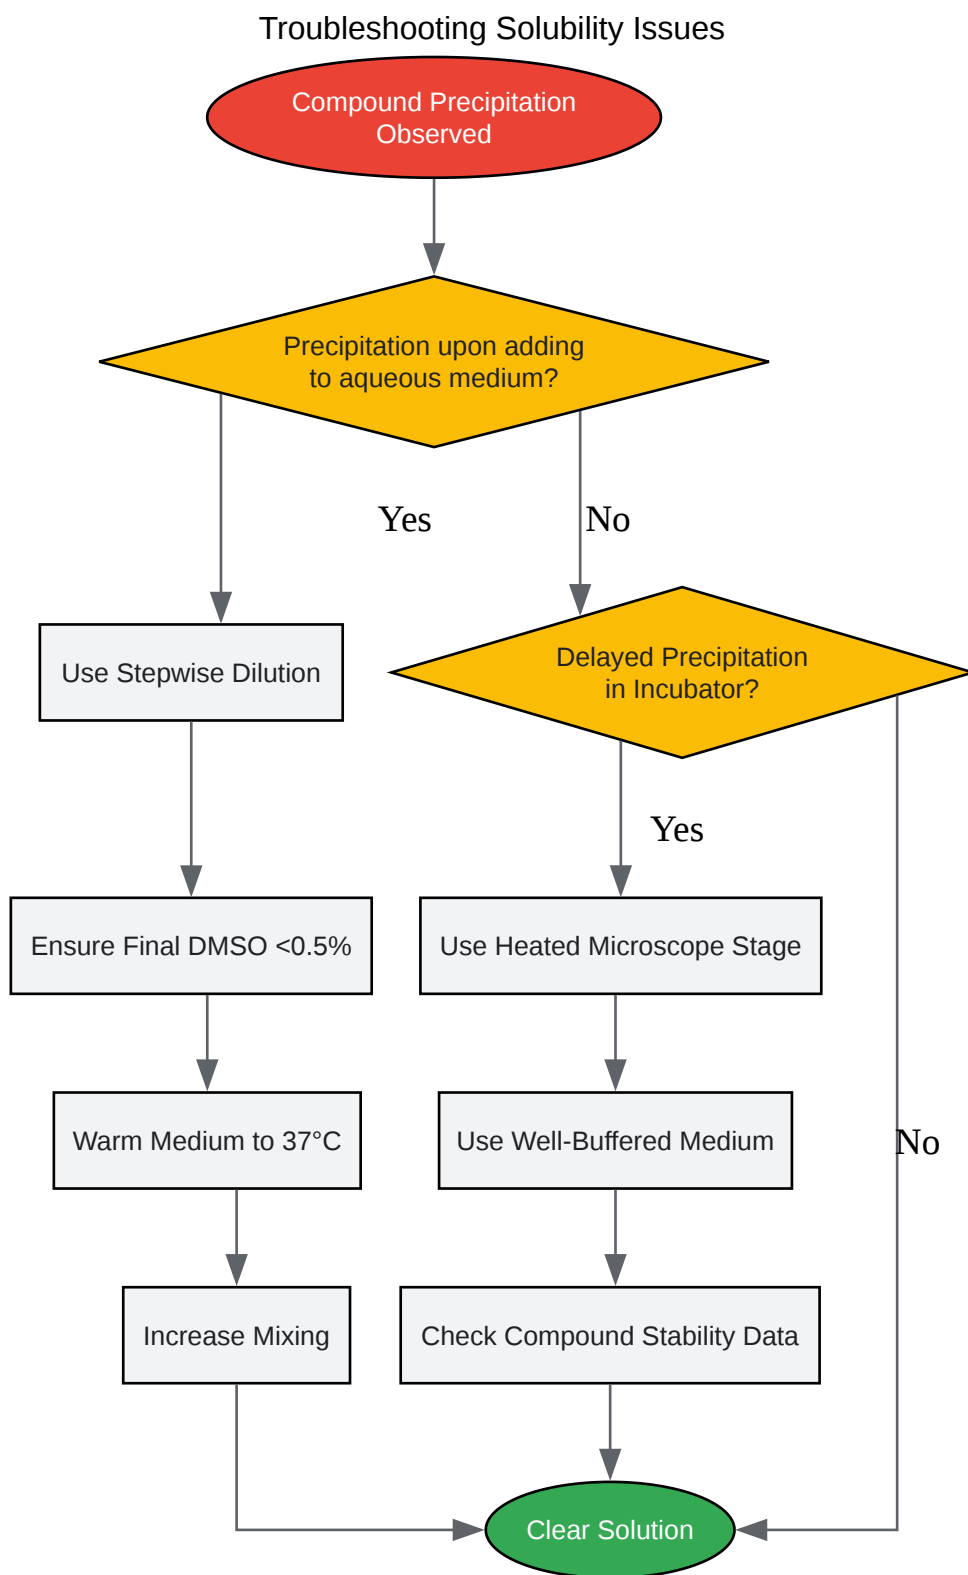 Troubleshooting Solubility Issues
Compound Precipitation
Observed
Precipitation upon adding
to aqueous medium?
Yes
No
Use Stepwise Dilution
Delayed Precipitation
in Incubator?
Yes
Ensure Final DMSO <0.5%
Use Heated Microscope Stage
Warm Medium to 37°C
Use Well-Buffered Medium
No
Increase Mixing
Check Compound Stability Data
Clear Solution